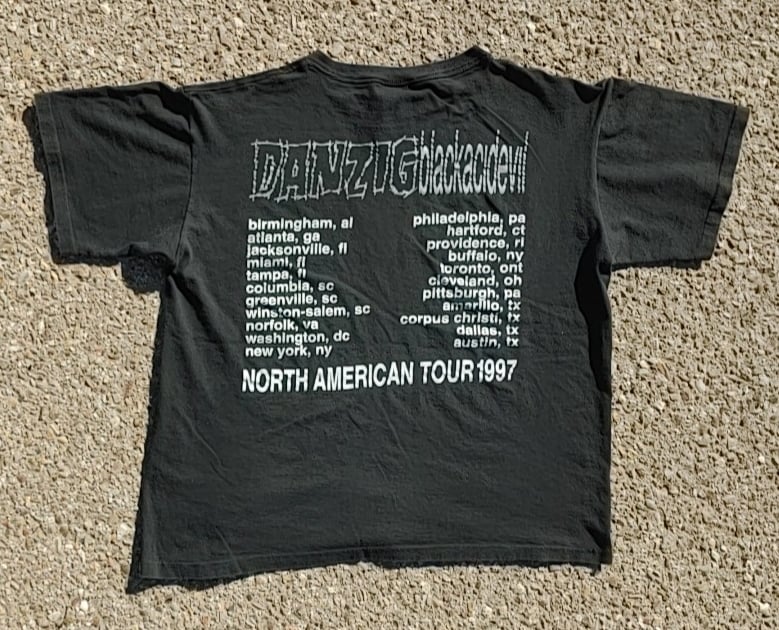 DANZIG blackacidevil
birmingham, al
atlanta, ga
jacksonville, fl
miami, fl
tampa, fl
columbia, sc
greenville, sc
winston-salem, sc
norfolk, va
washington, dc
new york, ny
philadelphia, pa
hartford, ct
providence, ri
buffalo, ny
toronto, ont
cleveland, oh
pittsburgh, pa
amarillo, tx
corpus christi, tx
dallas, tx
austin, tx
NORTH AMERICAN TOUR 1997